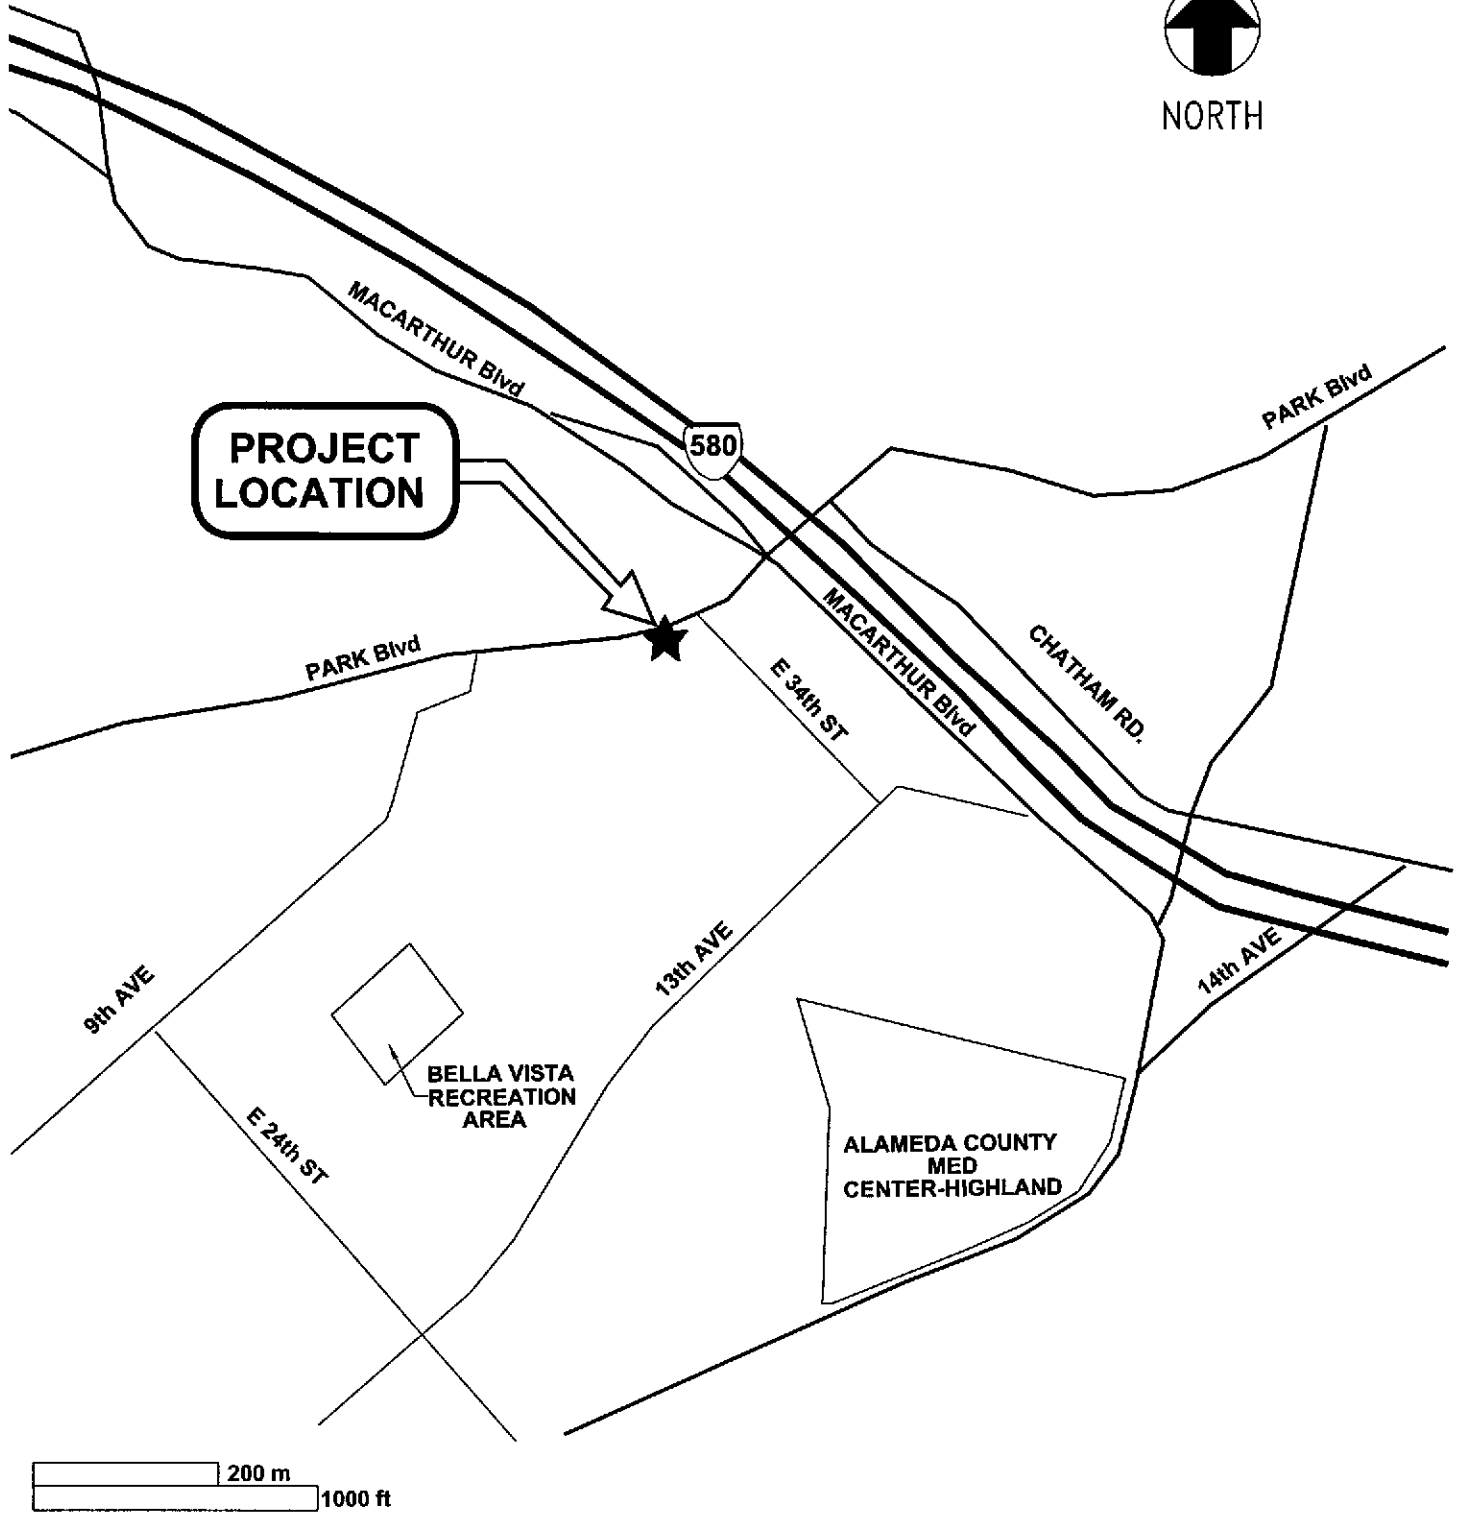 NORTH
MACARTHUR Blvd
PARK Blvd
580
PROJECT
LOCATION
MACARTHUR Blvd
CHATHAM RD.
PARK Blvd
E 34th ST
9th AVE
13th AVE
14th AVE
BELLA VISTA
RECREATION
AREA
E 24th ST
ALAMEDA COUNTY
MED
CENTER-HIGHLAND
200 m
1000 ft